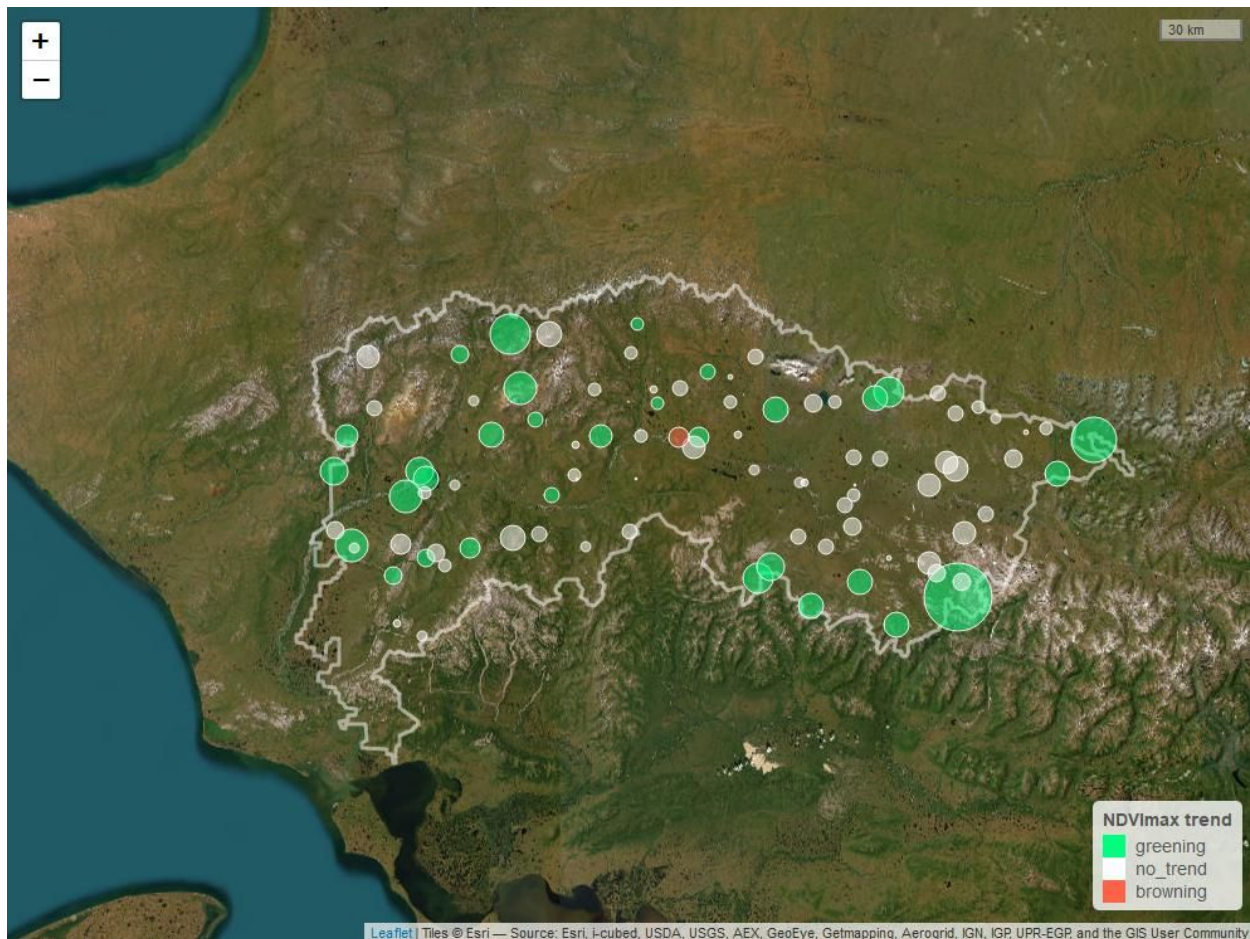 +
−
30 km
NDVImax trend
greening
no_trend
browning
Leaflet | Tiles © Esri — Source: Esri, i-cubed, USDA, USGS, AEX, GeoEye, Getmapping, Aerogrid, IGN, IGP, UPR-EGP, and the GIS User Community